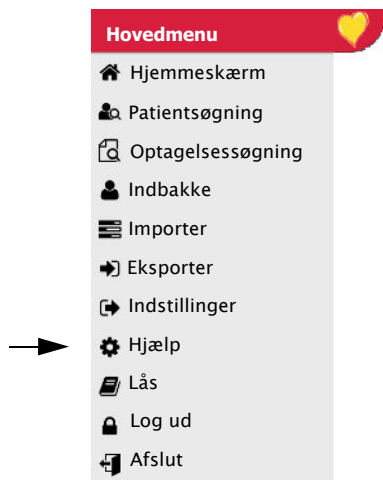 Hovedmenu
Hjemmeskærm
Patientsøgning
Optagelsessøgning
Indbakke
Importer
Eksporter
Indstillinger
Hjælp
Lås
Log ud
Afslut